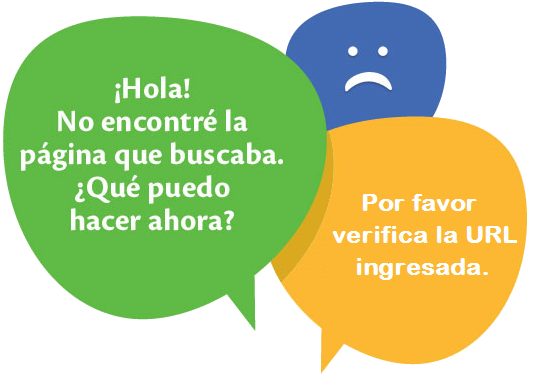 ¡Hola!
No encontré la
página que buscaba.
¿Qué puedo
hacer ahora?
Por favor
verifica la URL
ingresada.